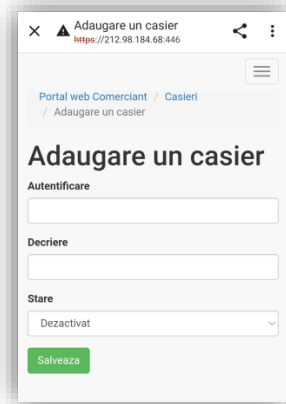 Adaugare un casier
https://212.98.184.68:446
Portal web Comerciant / Casieri
/ Adaugare un casier
Adaugare un casier
Autentificare
Decriere
Stare
Dezactivat
Salveaza